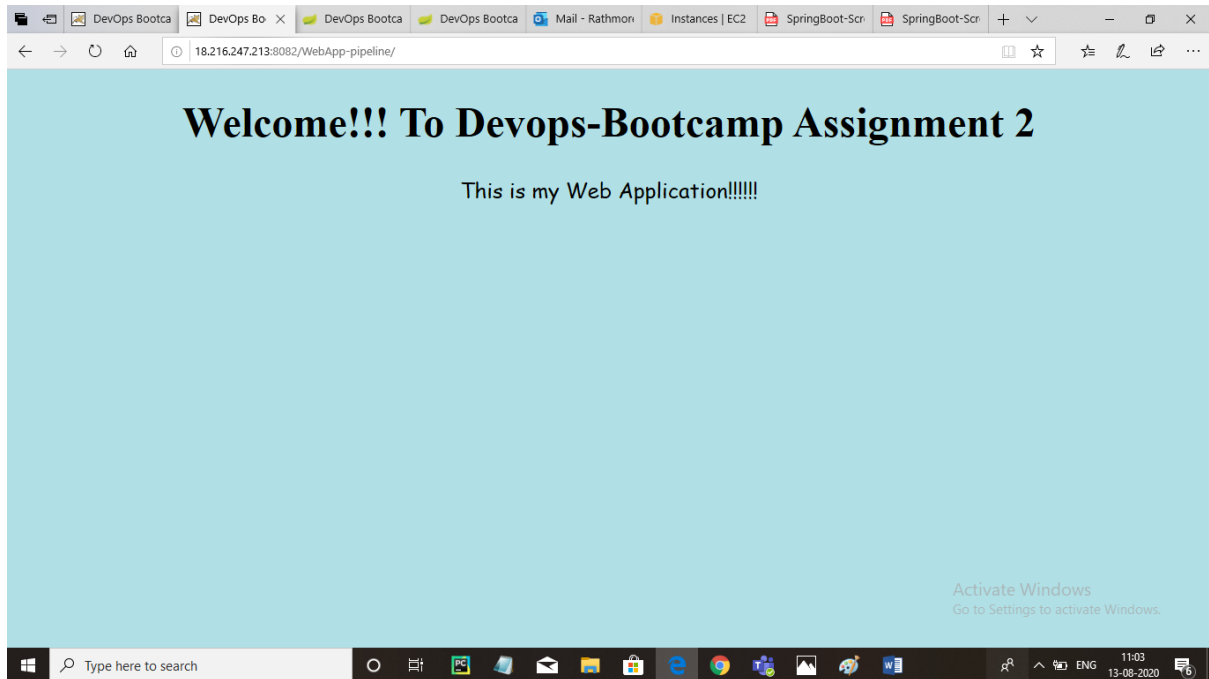 DevOps Bootca
DevOps Bo
DevOps Bootca
DevOps Bootca
Mail - Rathmor
Instances | EC2
SpringBoot-Scr
SpringBoot-Scr
18.216.247.213:8082/WebApp-pipeline/
Welcome!!! To Devops-Bootcamp Assignment 2
This is my Web Application!!!!!!
Activate Windows
Go to Settings to activate Windows.
Type here to search
ENG
11:03
13-08-2020
6